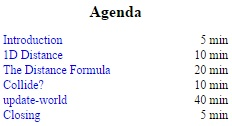 Agenda
Introduction 5 min
1D Distance 10 min
The Distance Formula 20 min
Collide? 10 min
update-world 40 min
Closing 5 min